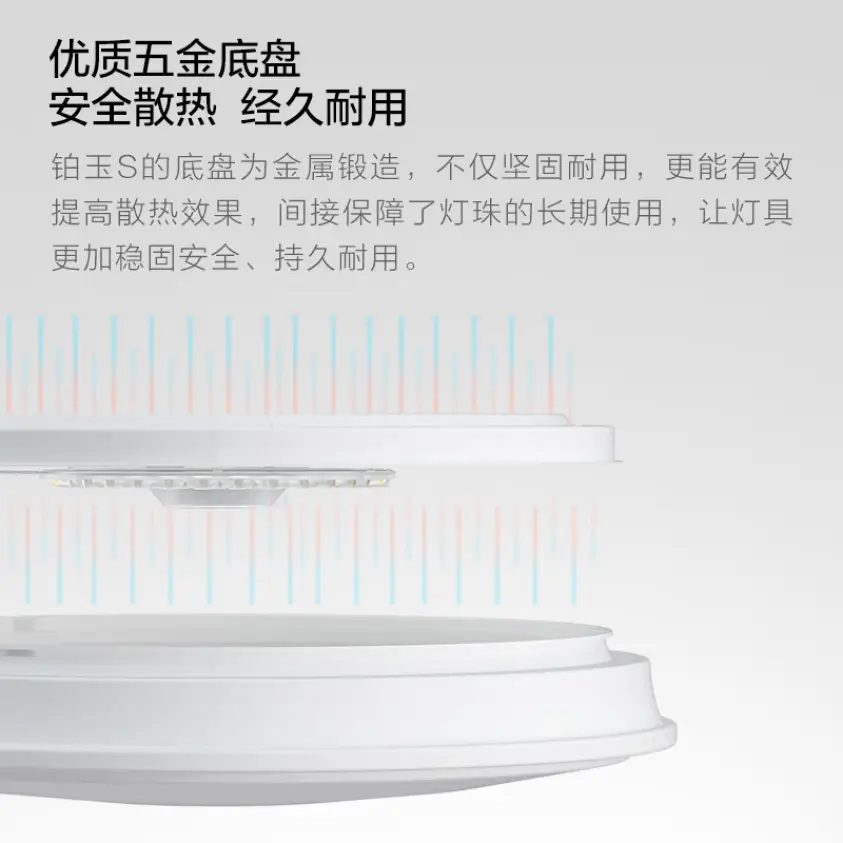 优质五金底盘
安全散热 经久耐用
铂玉S的底盘为金属锻造，不仅坚固耐用，更能有效
提高散热效果，间接保障了灯珠的长期使用，让灯具
更加稳固安全、持久耐用。